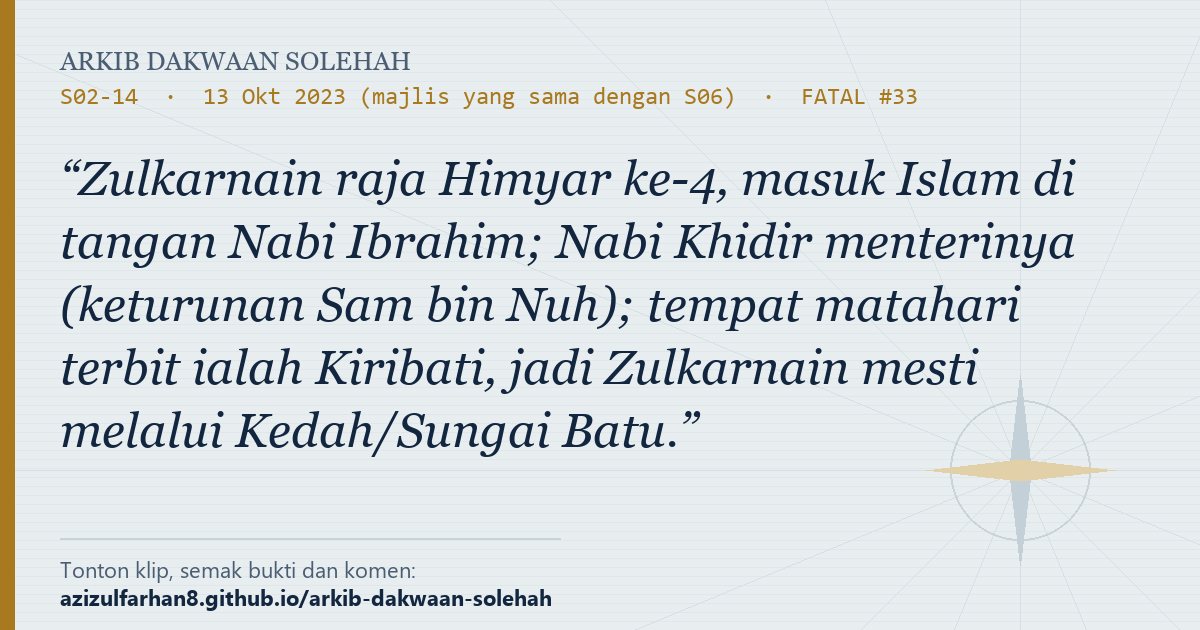 ARKIB DAKWAAN SOLEHAH
S02-14 · 13 Okt 2023 (majlis yang sama dengan S06) · FATAL #33
“Zulkarnain raja Himyar ke-4, masuk Islam di
tangan Nabi Ibrahim; Nabi Khidir menterinya
(keturunan Sam bin Nuh); tempat matahari
terbit ialah Kiribati, jadi Zulkarnain mesti
melalui Kedah/Sungai Batu.”
Tonton klip, semak bukti dan komen:
azizulfarhan8.github.io/arkib-dakwaan-solehah